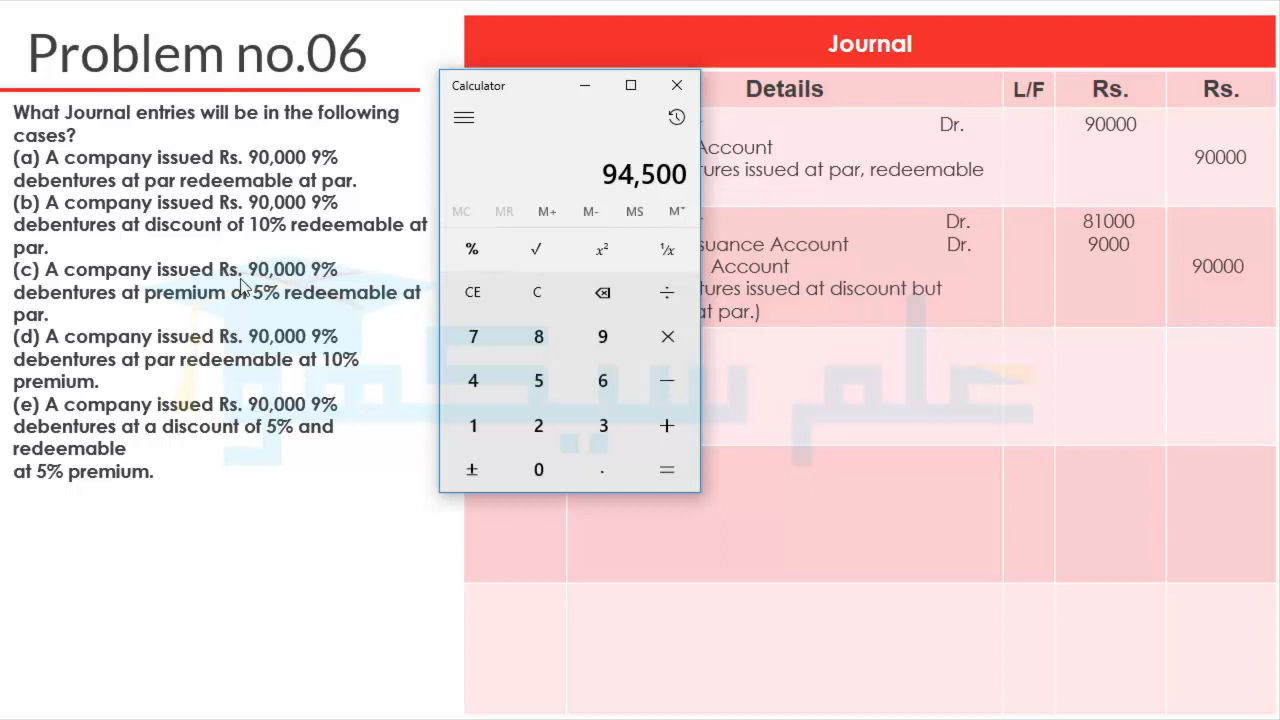 Problem no.06
What Journal entries will be in the following
cases?
(a) A company issued Rs. 90,000 9%
debentures at par redeemable at par.
(b) A company issued Rs. 90,000 9%
debentures at discount of 10% redeemable at
par.
(c) A company issued Rs. 90,000 9%
debentures at premium of 5% redeemable at
par.
(d) A company issued Rs. 90,000 9%
debentures at par redeemable at 10%
premium.
(e) A company issued Rs. 90,000 9%
debentures at a discount of 5% and
redeemable
at 5% premium.
Calculator
94,500
MC MR M+ M- MS M
% √ x² ¹/x
CE C ÷
7 8 9 ×
4 5 6 −
1 2 3 +
± 0 . =
Journal
Details L/F Rs. Rs.
Dr. 90000
Account
90000
issued at par, redeemable
Dr. 81000
Account Dr. 9000
Account 90000
issued at discount but
at par.)
علم سيكھو